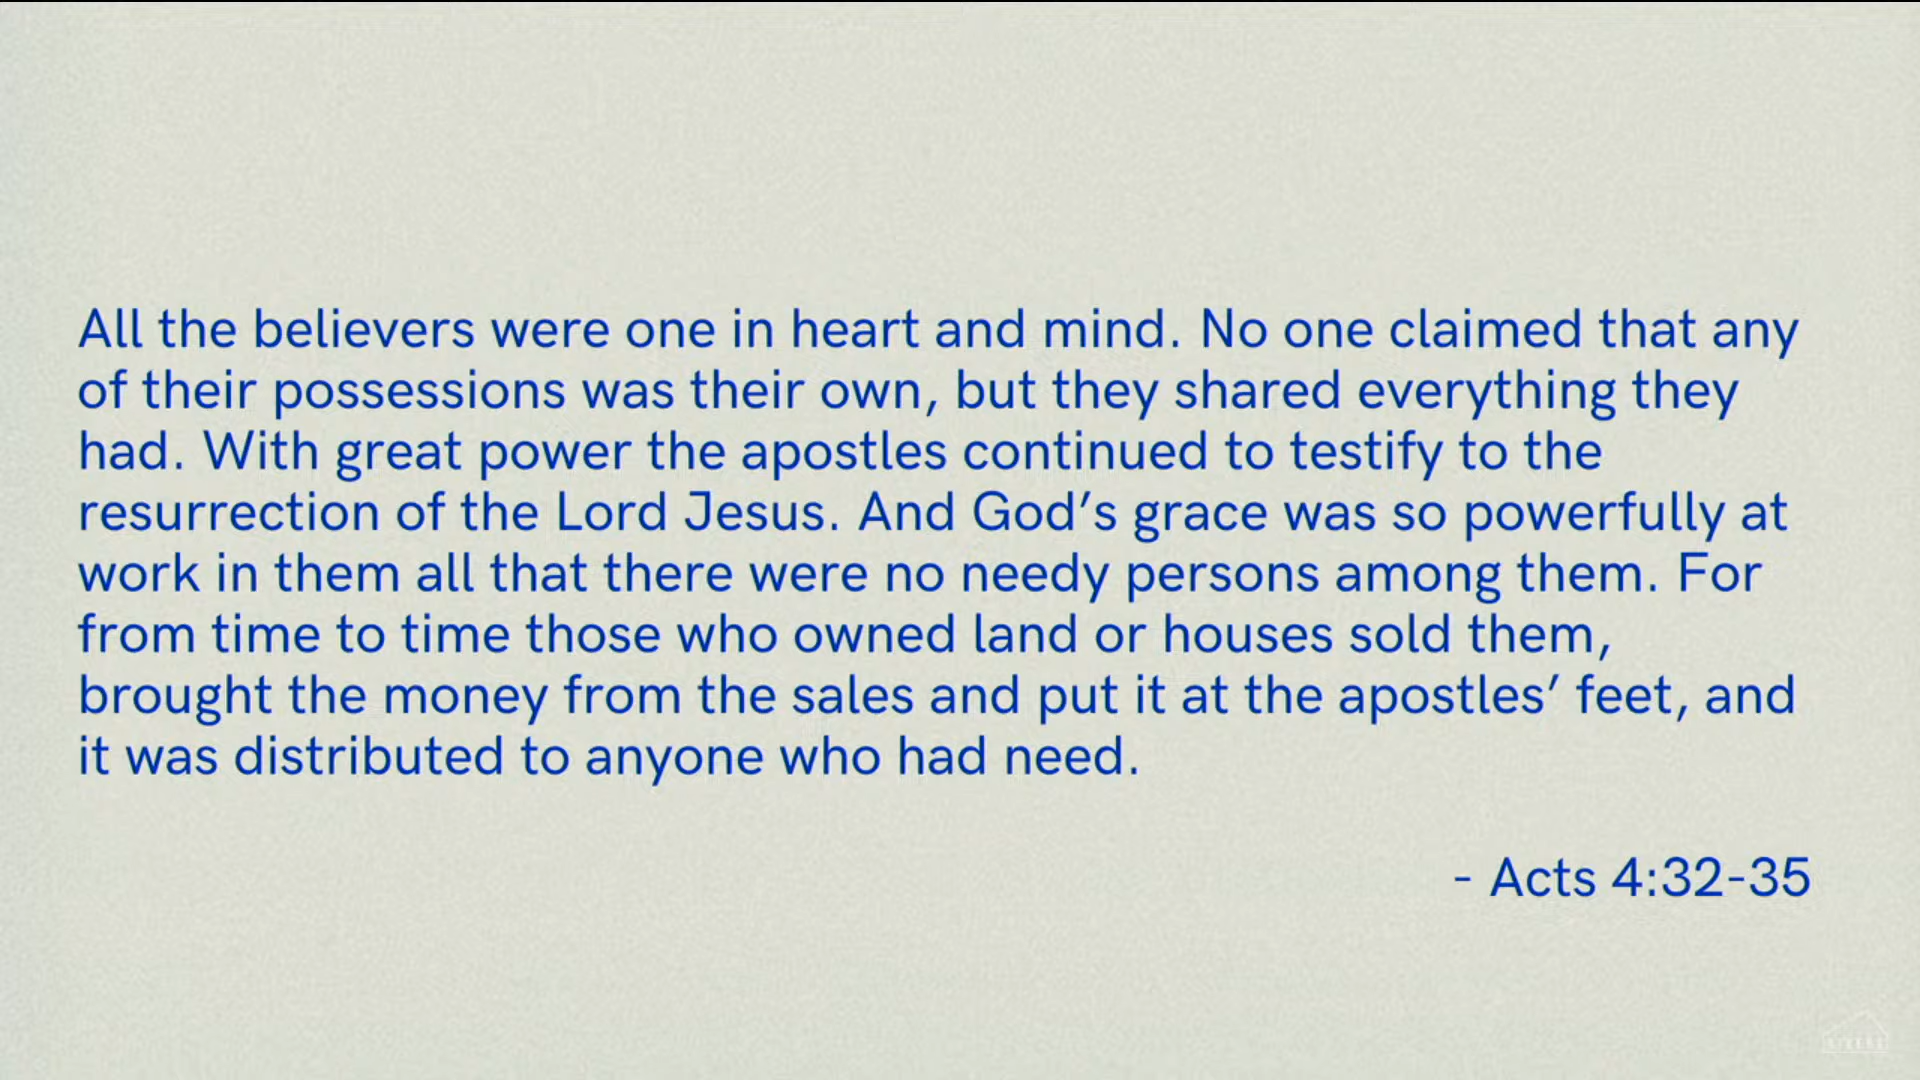 All the believers were one in heart and mind. No one claimed that any
of their possessions was their own, but they shared everything they
had. With great power the apostles continued to testify to the
resurrection of the Lord Jesus. And God’s grace was so powerfully at
work in them all that there were no needy persons among them. For
from time to time those who owned land or houses sold them,
brought the money from the sales and put it at the apostles’ feet, and
it was distributed to anyone who had need.
- Acts 4:32-35